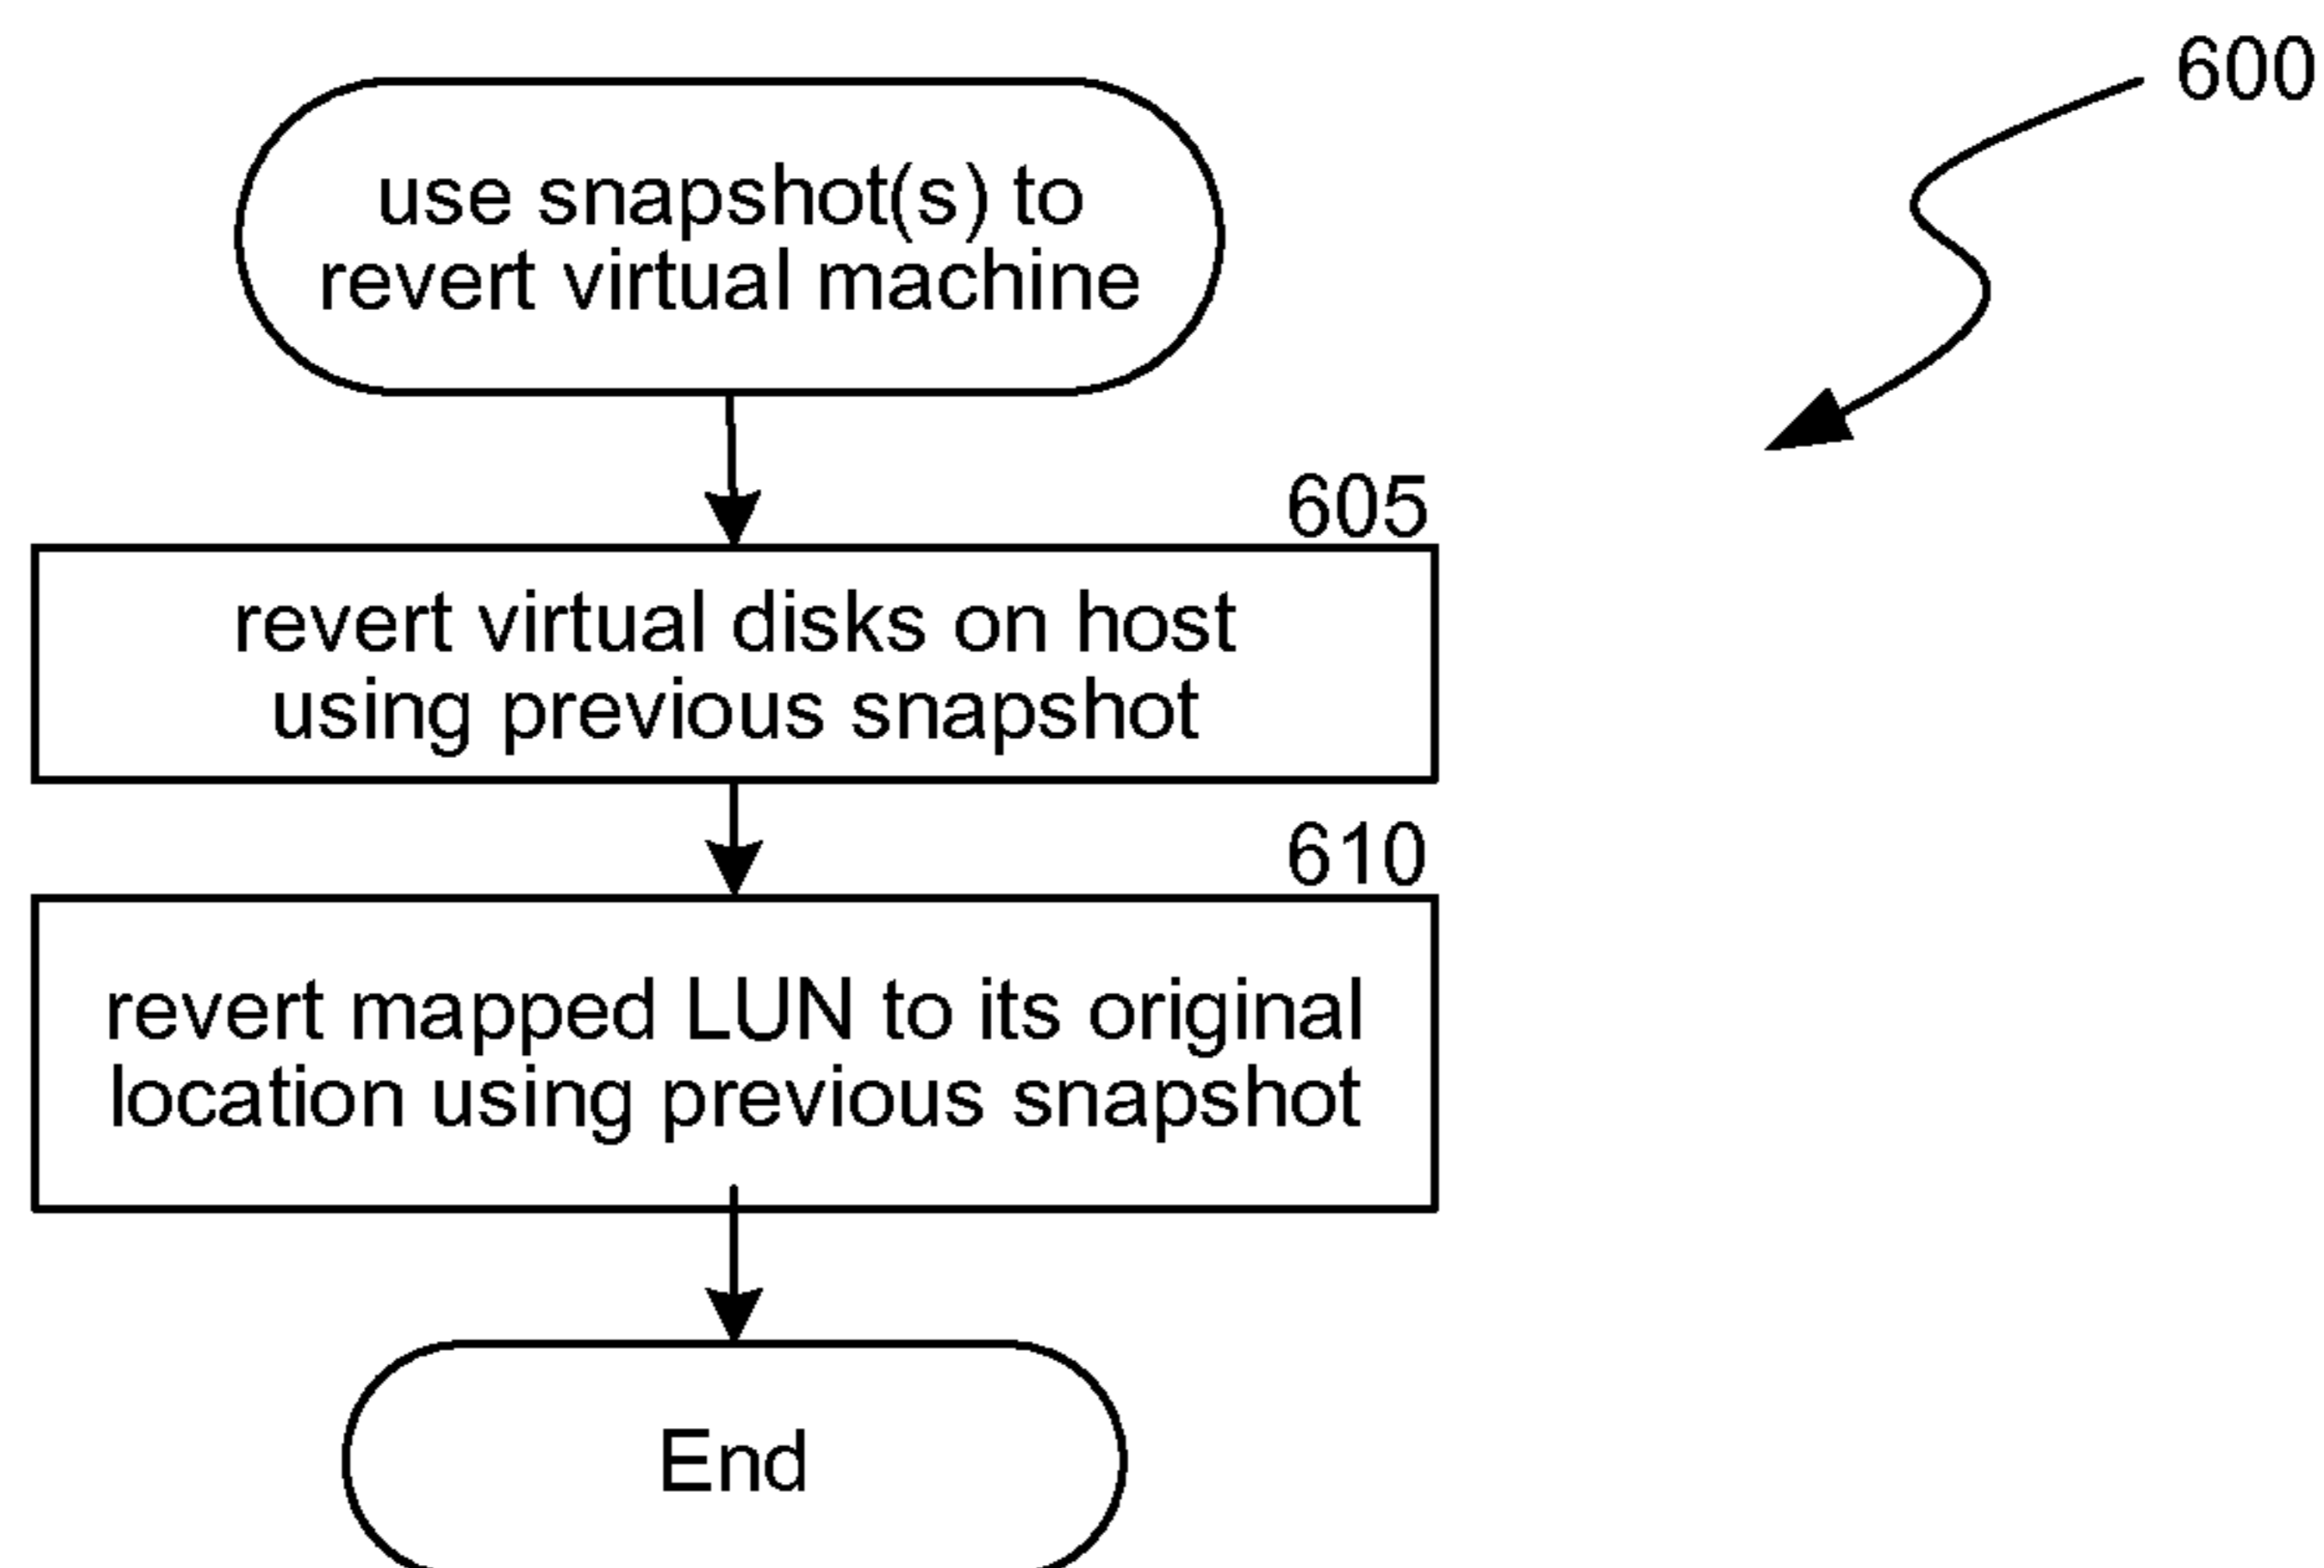 600
use snapshot(s) to
revert virtual machine
605
revert virtual disks on host
using previous snapshot
610
revert mapped LUN to its original
location using previous snapshot
End